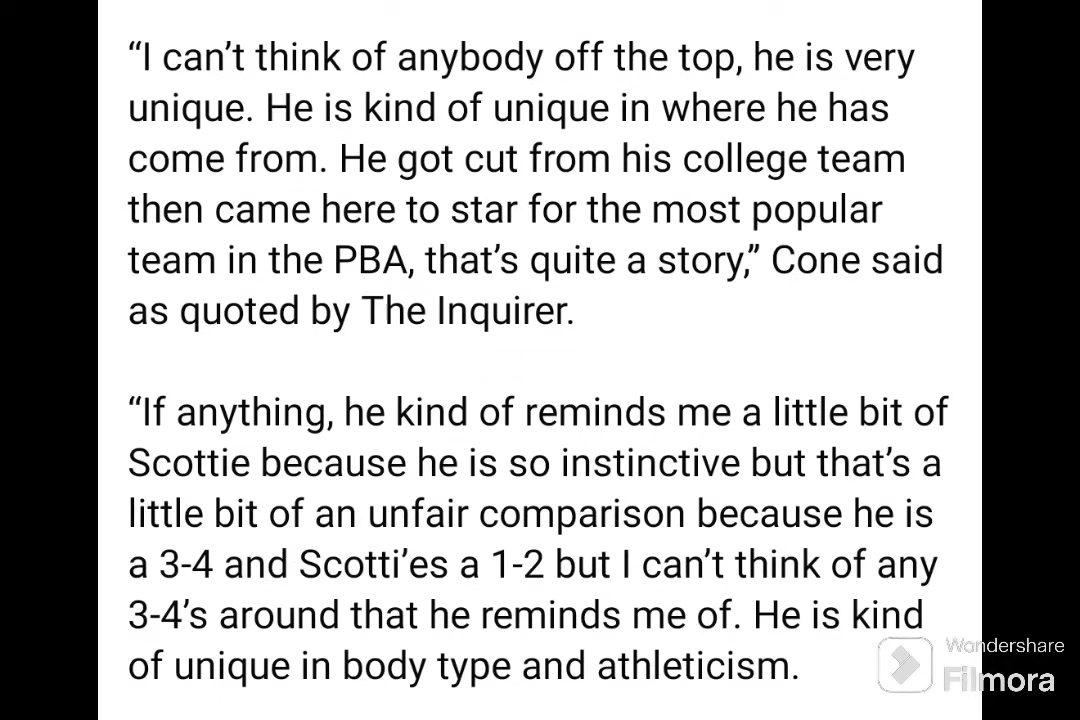 “I can’t think of anybody off the top, he is very
unique. He is kind of unique in where he has
come from. He got cut from his college team
then came here to star for the most popular
team in the PBA, that’s quite a story,” Cone said
as quoted by The Inquirer.
“If anything, he kind of reminds me a little bit of
Scottie because he is so instinctive but that’s a
little bit of an unfair comparison because he is
a 3-4 and Scotti’es a 1-2 but I can’t think of any
3-4’s around that he reminds me of. He is kind
of unique in body type and athleticism.
Wondershare
Filmora